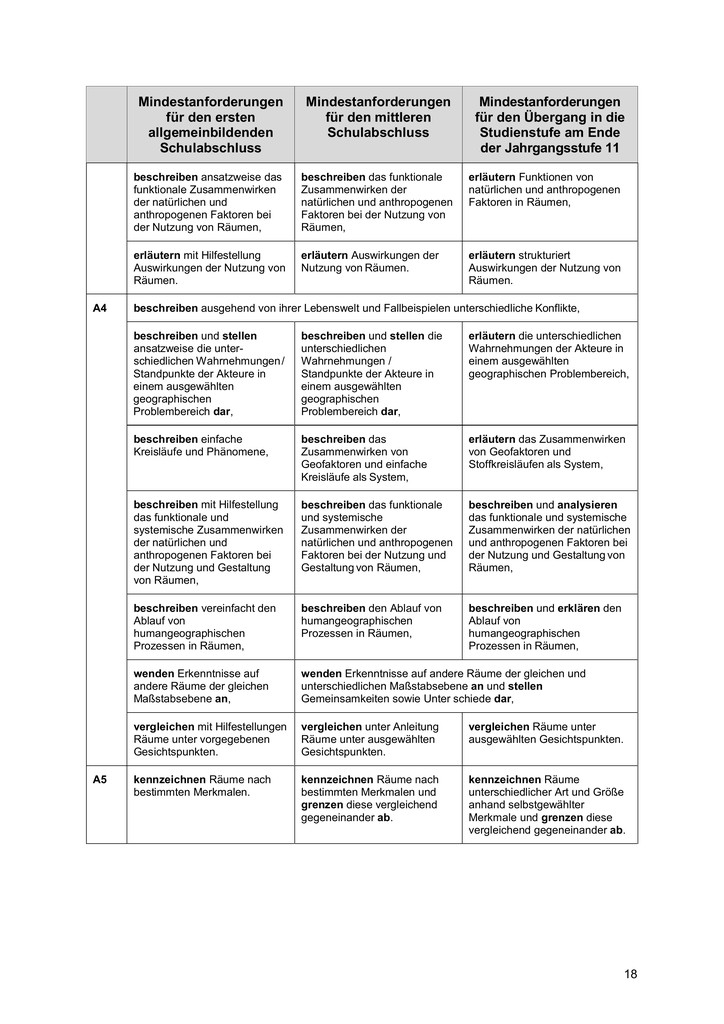 Mindestanforderungen
für den ersten
allgemeinbildenden
Schulabschluss
Mindestanforderungen
für den mittleren
Schulabschluss
Mindestanforderungen
für den Übergang in die
Studienstufe am Ende
der Jahrgangsstufe 11
beschreiben ansatzweise das
funktionale Zusammenwirken
der natürlichen und
anthropogenen Faktoren bei
der Nutzung von Räumen,
beschreiben das funktionale
Zusammenwirken der
natürlichen und anthropogenen
Faktoren bei der Nutzung von
Räumen,
erläutern Funktionen von
natürlichen und anthropogenen
Faktoren in Räumen,
erläutern mit Hilfestellung
Auswirkungen der Nutzung von
Räumen.
erläutern Auswirkungen der
Nutzung von Räumen.
erläutern strukturiert
Auswirkungen der Nutzung von
Räumen.
A4
beschreiben ausgehend von ihrer Lebenswelt und Fallbeispielen unterschiedliche Konflikte,
beschreiben und stellen
ansatzweise die unter-
schiedlichen Wahrnehmungen/
Standpunkte der Akteure in
einem ausgewählten
geographischen
Problembereich dar,
beschreiben und stellen die
unterschiedlichen
Wahrnehmungen /
Standpunkte der Akteure in
einem ausgewählten
geographischen
Problembereich dar,
erläutern die unterschiedlichen
Wahrnehmungen der Akteure in
einem ausgewählten
geographischen Problembereich,
beschreiben einfache
Kreisläufe und Phänomene,
beschreiben das
Zusammenwirken von
Geofaktoren und einfache
Kreisläufe als System,
erläutern das Zusammenwirken
von Geofaktoren und
Stoffkreisläufen als System,
beschreiben mit Hilfestellung
das funktionale und
systemische Zusammenwirken
der natürlichen und
anthropogenen Faktoren bei
der Nutzung und Gestaltung
von Räumen,
beschreiben das funktionale
und systemische
Zusammenwirken der
natürlichen und anthropogenen
Faktoren bei der Nutzung und
Gestaltung von Räumen,
beschreiben und analysieren
das funktionale und systemische
Zusammenwirken der natürlichen
und anthropogenen Faktoren bei
der Nutzung und Gestaltung von
Räumen,
beschreiben vereinfacht den
Ablauf von
humangeographischen
Prozessen in Räumen,
beschreiben den Ablauf von
humangeographischen
Prozessen in Räumen,
beschreiben und erklären den
Ablauf von
humangeographischen
Prozessen in Räumen,
wenden Erkenntnisse auf
andere Räume der gleichen
Maßstabsebene an,
wenden Erkenntnisse auf andere Räume der gleichen und
unterschiedlichen Maßstabsebene an und stellen
Gemeinsamkeiten sowie Unter schiede dar,
vergleichen mit Hilfestellungen
Räume unter vorgegebenen
Gesichtspunkten.
vergleichen unter Anleitung
Räume unter ausgewählten
Gesichtspunkten.
vergleichen Räume unter
ausgewählten Gesichtspunkten.
A5
kennzeichnen Räume nach
bestimmten Merkmalen.
kennzeichnen Räume nach
bestimmten Merkmalen und
grenzen diese vergleichend
gegeneinander ab.
kennzeichnen Räume
unterschiedlicher Art und Größe
anhand selbstgewählter
Merkmale und grenzen diese
vergleichend gegeneinander ab.
18